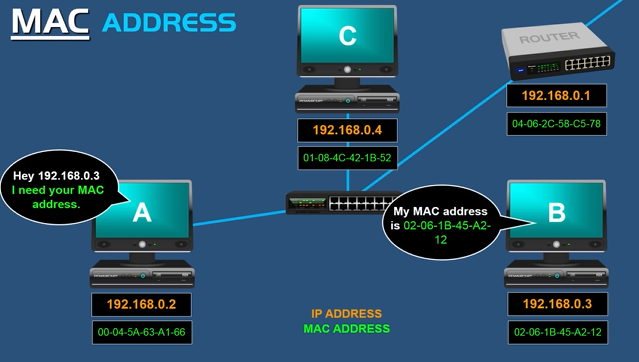 MAC ADDRESS
C
ROUTER
192.168.0.1
04-06-2C-58-C5-78
192.168.0.4
01-08-4C-42-1B-52
Hey 192.168.0.3
I need your MAC
address.
A
My MAC address
is 02-06-1B-45-A2-
12
B
192.168.0.2
00-04-5A-63-A1-66
192.168.0.3
02-06-1B-45-A2-12
IP ADDRESS
MAC ADDRESS